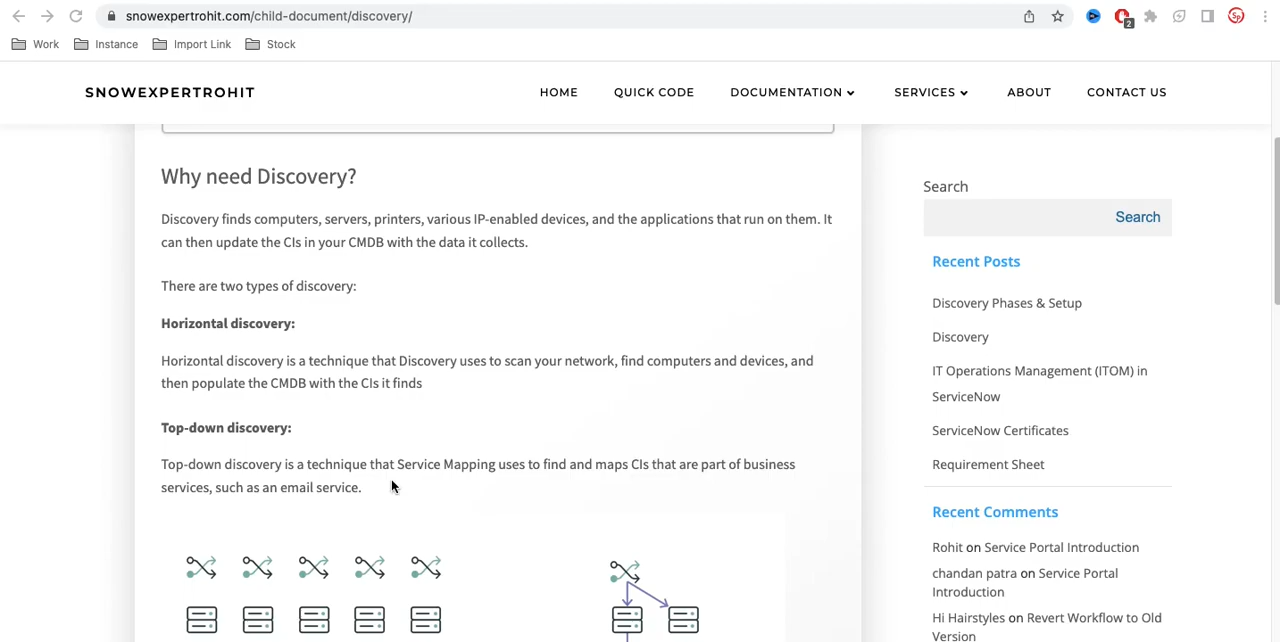 snowexpertrohit.com/child-document/discovery/
2
Sp
Work Instance Import Link Stock
SNOWEXPERTROHIT
HOME QUICK CODE DOCUMENTATION SERVICES ABOUT CONTACT US
Why need Discovery?
Discovery finds computers, servers, printers, various IP-enabled devices, and the applications that run on them. It
can then update the CIs in your CMDB with the data it collects.
There are two types of discovery:
Horizontal discovery:
Horizontal discovery is a technique that Discovery uses to scan your network, find computers and devices, and
then populate the CMDB with the CIs it finds
Top-down discovery:
Top-down discovery is a technique that Service Mapping uses to find and maps CIs that are part of business
services, such as an email service.
Search
Search
Recent Posts
Discovery Phases & Setup
Discovery
IT Operations Management (ITOM) in
ServiceNow
ServiceNow Certificates
Requirement Sheet
Recent Comments
Rohit on Service Portal Introduction
chandan patra on Service Portal
Introduction
Hi Hairstyles on Revert Workflow to Old
Version